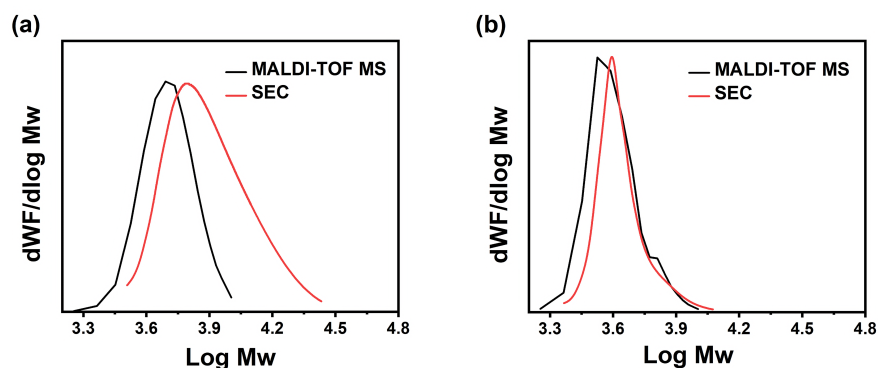 (a)
MALDI-TOF MS
SEC
dWF/dlog Mw
3.3 3.6 3.9 4.2 4.5 4.8
Log Mw
(b)
MALDI-TOF MS
SEC
dWF/dlog Mw
3.3 3.6 3.9 4.2 4.5 4.8
Log Mw